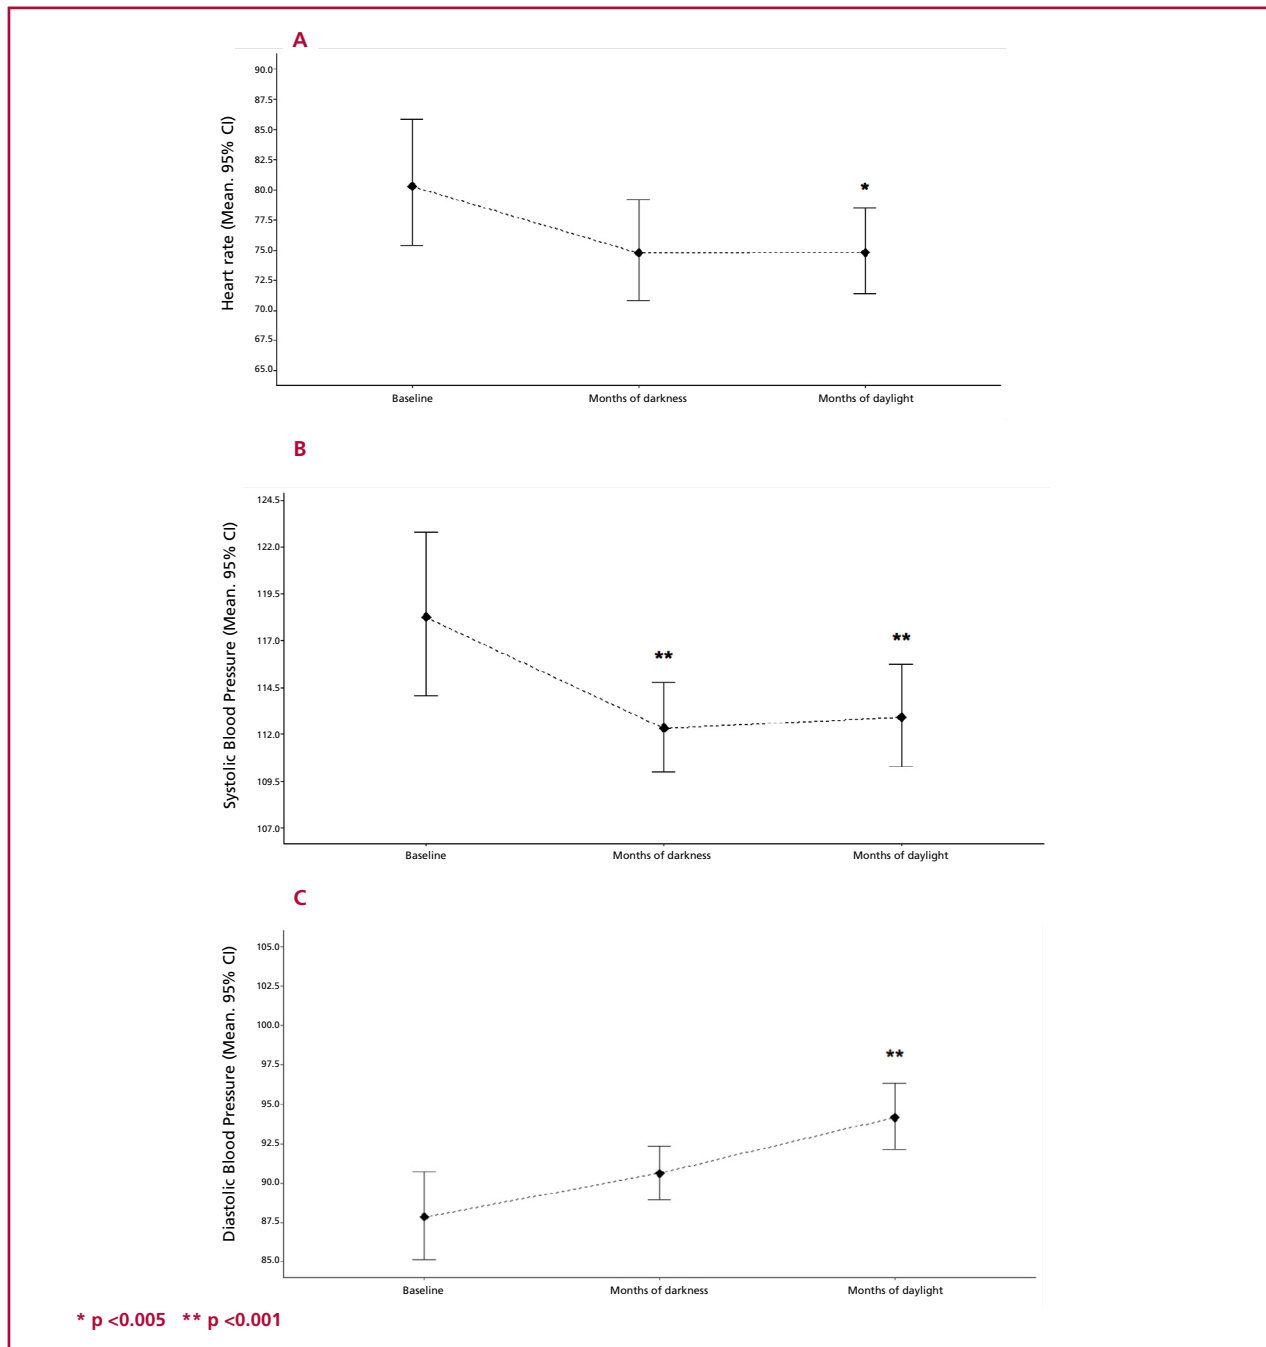 A
Heart rate (Mean. 95% CI)
90.0
87.5
85.0
82.5
80.0
77.5
75.0
72.5
70.0
67.5
65.0
*
Baseline
Months of darkness
Months of daylight
B
Systolic Blood Pressure (Mean. 95% CI)
124.5
122.0
119.5
117.0
114.5
112.0
109.5
107.0
**
**
Baseline
Months of darkness
Months of daylight
C
Diastolic Blood Pressure (Mean. 95% CI)
105.0
102.5
100.0
97.5
95.0
92.5
90.0
87.5
85.0
**
Baseline
Months of darkness
Months of daylight
* p <0.005 ** p <0.001